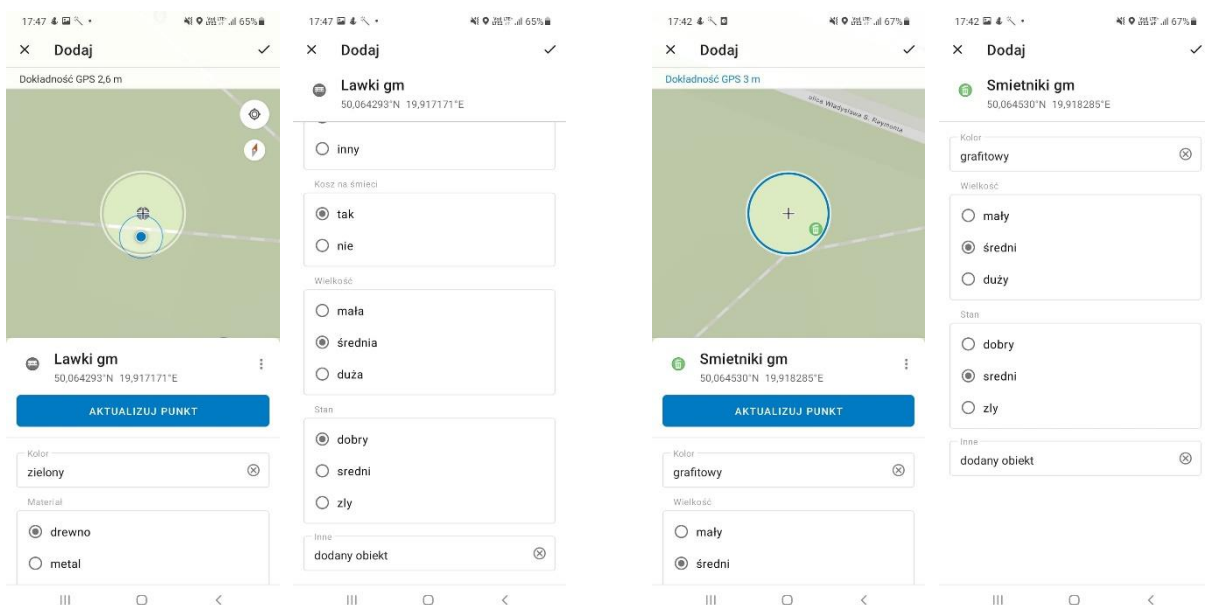 17:47
65%
Dodaj
Dokładność GPS 2,6 m
Lawki gm
50,064293°N 19,917171°E
AKTUALIZUJ PUNKT
Kolor
zielony
Materiał
drewno
metal
17:47
65%
Dodaj
Lawki gm
50,064293°N 19,917171°E
inny
Kosz na śmieci
tak
nie
Wielkość
mała
średnia
duża
Stan
dobry
sredni
zly
Inne
dodany obiekt
17:42
67%
Dodaj
Dokładność GPS 3 m
ulica Władysława S. Reymonta
Smietniki gm
50,064530°N 19,918285°E
AKTUALIZUJ PUNKT
Kolor
grafitowy
Wielkość
mały
średni
17:42
67%
Dodaj
Smietniki gm
50,064530°N 19,918285°E
Kolor
grafitowy
Wielkość
mały
średni
duży
Stan
dobry
sredni
zly
Inne
dodany obiekt